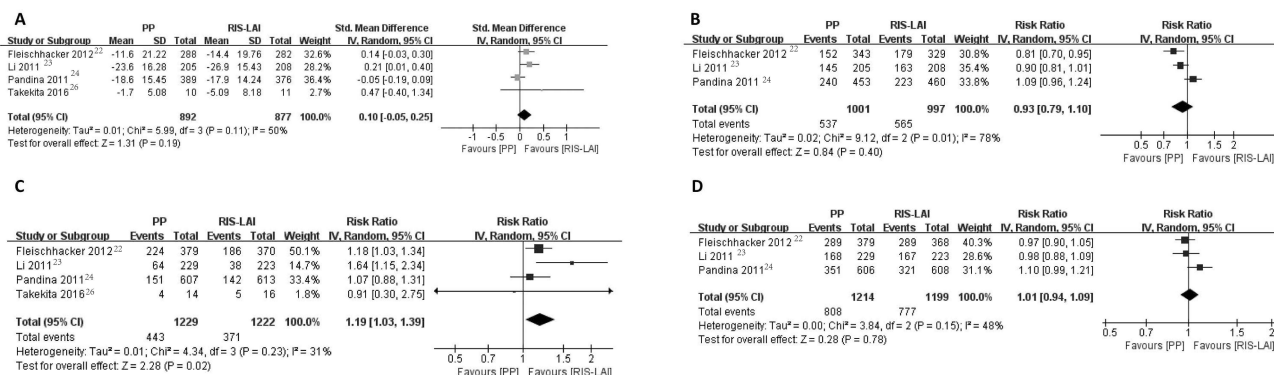 A
PP RIS-LAI Std. Mean Difference Std. Mean Difference
Study or Subgroup Mean SD Total Mean SD Total Weight IV, Random, 95% CI IV, Random, 95% CI
Fleischhacker 2012²² -11.6 21.22 288 -14.4 19.76 282 32.6% 0.14 [-0.03, 0.30]
Li 2011 ²³ -23.6 16.28 205 -26.9 15.43 208 28.2% 0.21 [0.01, 0.40]
Pandina 2011²⁴ -18.6 15.45 389 -17.9 14.24 376 36.4% -0.05 [-0.19, 0.09]
Takekita 2016²⁶ -1.7 5.08 10 -5.09 8.18 11 2.7% 0.47 [-0.40, 1.34]
Total (95% CI) 892 877 100.0% 0.10 [-0.05, 0.25]
Heterogeneity: Tau² = 0.01; Chi² = 5.99, df = 3 (P = 0.11); I² = 50%
Test for overall effect: Z = 1.31 (P = 0.19)
-1 -0.5 0 0.5 1
Favours [PP] Favours [RIS-LAI]
B
PP RIS-LAI Risk Ratio Risk Ratio
Study or Subgroup Events Total Events Total Weight IV, Random, 95% CI IV, Random, 95% CI
Fleischhacker 2012²² 152 343 179 329 30.8% 0.81 [0.70, 0.95]
Li 2011 ²³ 145 205 163 208 35.4% 0.90 [0.81, 1.01]
Pandina 2011 ²⁴ 240 453 223 460 33.8% 1.09 [0.96, 1.24]
Total (95% CI) 1001 997 100.0% 0.93 [0.79, 1.10]
Total events 537 565
Heterogeneity: Tau² = 0.02; Chi² = 9.12, df = 2 (P = 0.01); I² = 78%
Test for overall effect: Z = 0.84 (P = 0.40)
0.5 0.7 1 1.5 2
Favours [PP] Favours [RIS-LAI]
C
PP RIS-LAI Risk Ratio Risk Ratio
Study or Subgroup Events Total Events Total Weight IV, Random, 95% CI IV, Random, 95% CI
Fleischhacker 2012²² 224 379 186 370 50.1% 1.18 [1.03, 1.34]
Li 2011²³ 64 229 38 223 14.7% 1.64 [1.15, 2.34]
Pandina 2011²⁴ 151 607 142 613 33.4% 1.07 [0.88, 1.31]
Takekita 2016²⁶ 4 14 5 16 1.8% 0.91 [0.30, 2.75]
Total (95% CI) 1229 1222 100.0% 1.19 [1.03, 1.39]
Total events 443 371
Heterogeneity: Tau² = 0.01; Chi² = 4.34, df = 3 (P = 0.23); I² = 31%
Test for overall effect: Z = 2.28 (P = 0.02)
0.5 0.7 1 1.5 2
Favours [PP] Favours [RIS-LAI]
D
PP RIS-LAI Risk Ratio Risk Ratio
Study or Subgroup Events Total Events Total Weight IV, Random, 95% CI IV, Random, 95% CI
Fleischhacker 2012²² 289 379 289 368 40.3% 0.97 [0.90, 1.05]
Li 2011 ²³ 168 229 167 223 28.6% 0.98 [0.88, 1.09]
Pandina 2011²⁴ 351 606 321 608 31.1% 1.10 [0.99, 1.21]
Total (95% CI) 1214 1199 100.0% 1.01 [0.94, 1.09]
Total events 808 777
Heterogeneity: Tau² = 0.00; Chi² = 3.84, df = 2 (P = 0.15); I² = 48%
Test for overall effect: Z = 0.28 (P = 0.78)
0.5 0.7 1 1.5 2
Favours [PP] Favours [RIS-LAI]